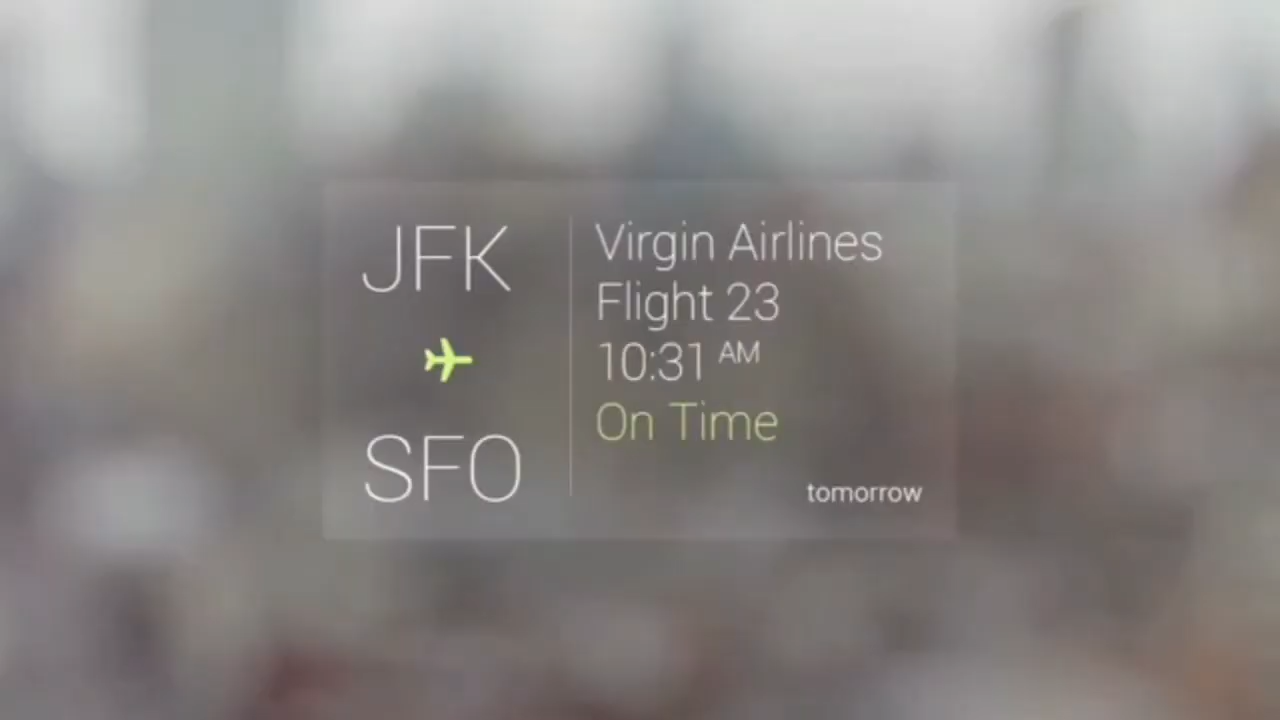 JFK
SFO
Virgin Airlines
Flight 23
10:31 AM
On Time
tomorrow